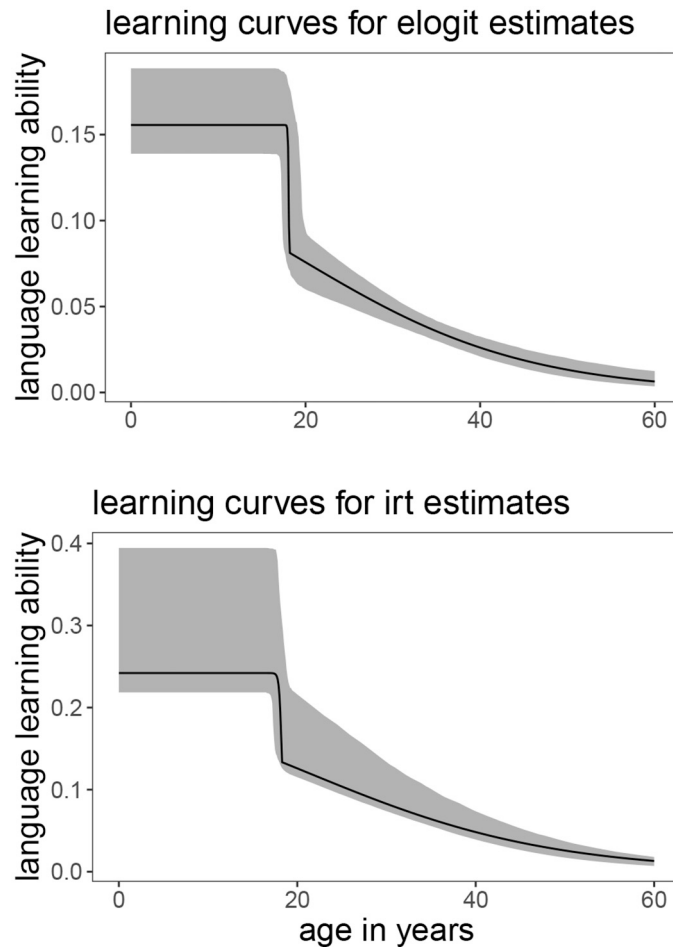 learning curves for elogit estimates
language learning ability
0.15
0.10
0.05
0.00
0 20 40 60
learning curves for irt estimates
language learning ability
0.4
0.3
0.2
0.1
0.0
0 20 40 60
age in years